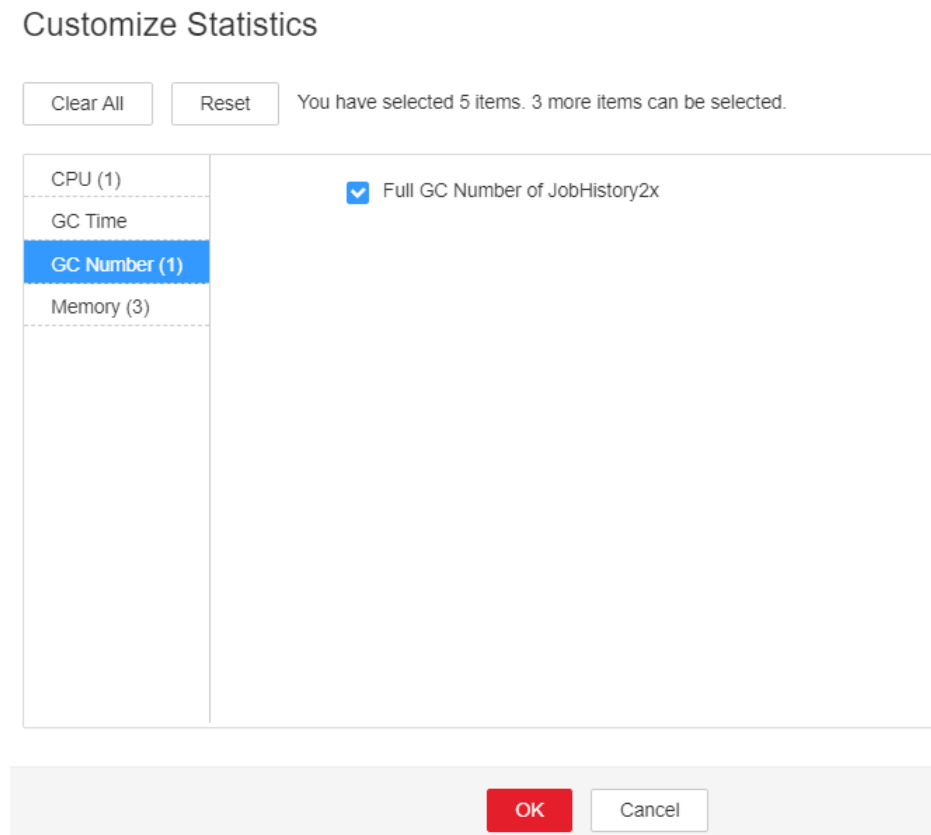 Customize Statistics
Clear All Reset You have selected 5 items. 3 more items can be selected.
CPU (1)
Full GC Number of JobHistory2x
GC Time
GC Number (1)
Memory (3)
OK Cancel